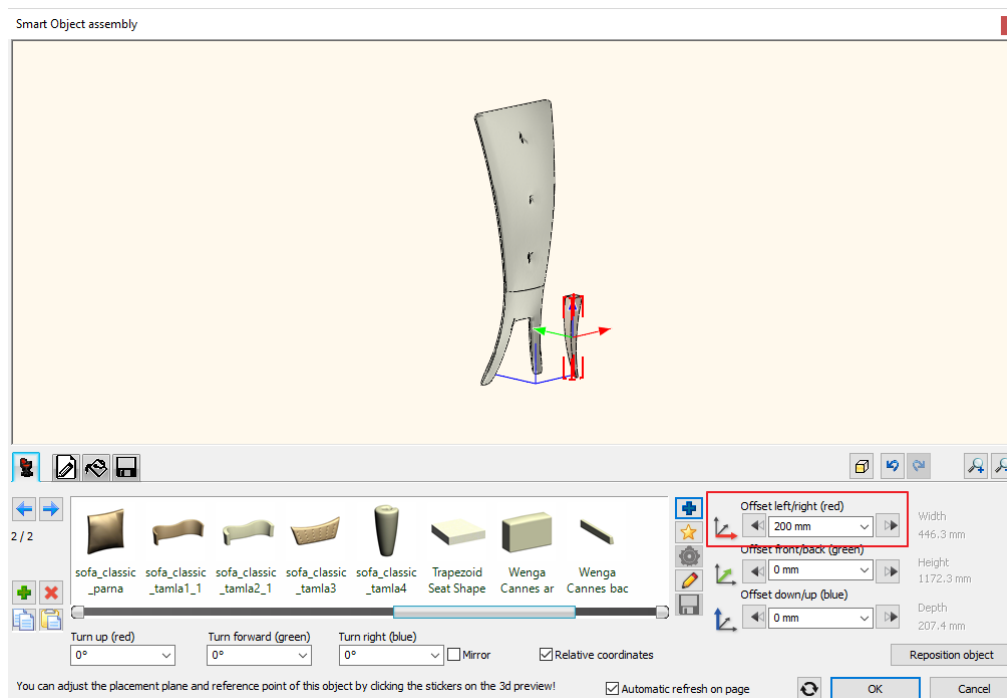 Smart Object assembly
2 / 2
sofa_classic
_parna
sofa_classic
_tamla1_1
sofa_classic
_tamla2_1
sofa_classic
_tamla3
sofa_classic
_tamla4
Trapezoid
Seat Shape
Wenga
Cannes ar
Wenga
Cannes bac
Offset left/right (red)
200 mm
Offset front/back (green)
0 mm
Offset down/up (blue)
0 mm
Width
446.3 mm
Height
1172.3 mm
Depth
207.4 mm
Turn up (red)
0°
Turn forward (green)
0°
Turn right (blue)
0°
Mirror
Relative coordinates
Reposition object
You can adjust the placement plane and reference point of this object by clicking the stickers on the 3d preview!
Automatic refresh on page
OK
Cancel